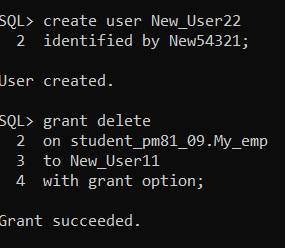 SQL> create user New_User22
2 identified by New54321;
User created.
SQL> grant delete
2 on student_pm81_09.My_emp
3 to New_User11
4 with grant option;
Grant succeeded.